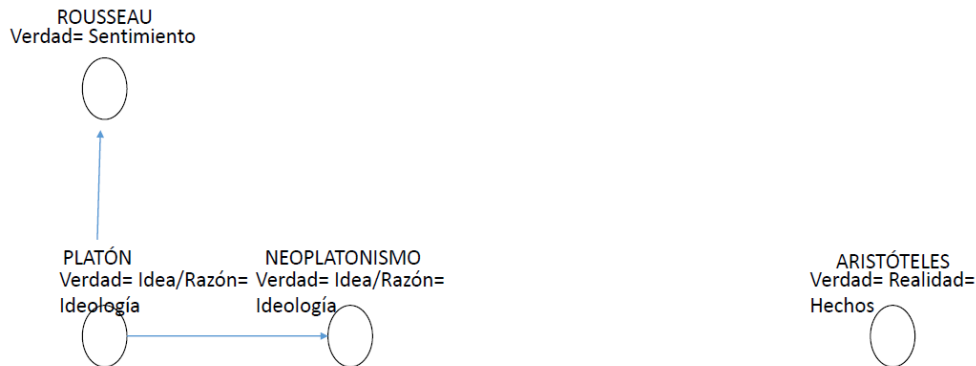 ROUSSEAU
Verdad= Sentimiento
PLATÓN
Verdad= Idea/Razón=
Ideología
NEOPLATONISMO
Verdad= Idea/Razón=
Ideología
ARISTÓTELES
Verdad= Realidad=
Hechos